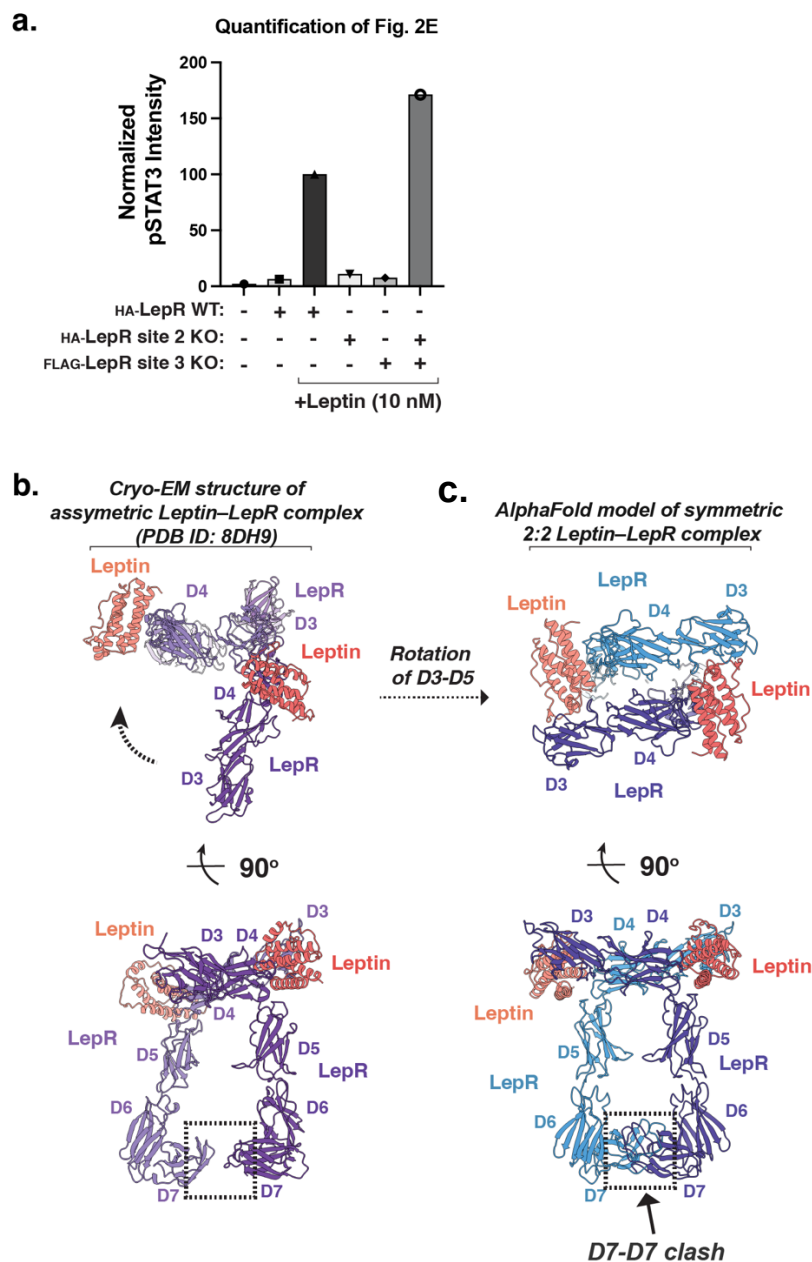 a.
Quantification of Fig. 2E
Normalized
pSTAT3 Intensity
200
150
100
50
0
HA-LepR WT: - + + - - -
HA-LepR site 2 KO: - - - + - +
FLAG-LepR site 3 KO: - - - - + +
+Leptin (10 nM)
b.
Cryo-EM structure of
assymetric Leptin–LepR complex
(PDB ID: 8DH9)
Leptin
D4
LepR
D3
Leptin
D4
D3
LepR
Rotation
of D3-D5
90º
D3
D3
D4
Leptin
Leptin
D4
LepR
D5
D5
LepR
D6
D6
D7
D7
c.
AlphaFold model of symmetric
2:2 Leptin–LepR complex
LepR
D3
Leptin
D4
Leptin
D4
D3
LepR
90º
D4
D3
D4
D3
Leptin
Leptin
D5
D5
LepR
LepR
D6
D6
D7
D7
D7-D7 clash